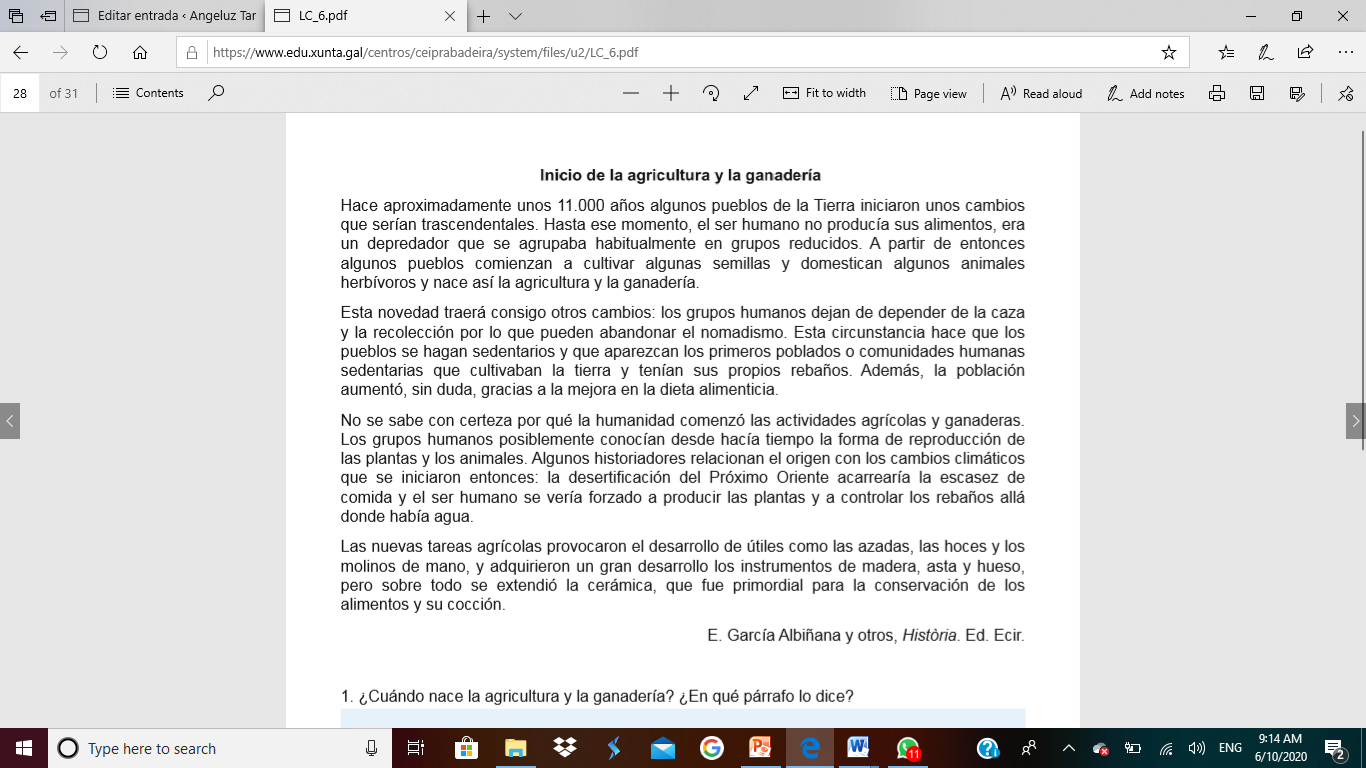 Editar entrada ‹ Angeluz Tar
LC_6.pdf
https://www.edu.xunta.gal/centros/ceiprabadeira/system/files/u2/LC_6.pdf
28 of 31 Contents Fit to width Page view Read aloud Add notes
Inicio de la agricultura y la ganadería
Hace aproximadamente unos 11.000 años algunos pueblos de la Tierra iniciaron unos cambios
que serían trascendentales. Hasta ese momento, el ser humano no producía sus alimentos, era
un depredador que se agrupaba habitualmente en grupos reducidos. A partir de entonces
algunos pueblos comienzan a cultivar algunas semillas y domestican algunos animales
herbívoros y nace así la agricultura y la ganadería.
Esta novedad traerá consigo otros cambios: los grupos humanos dejan de depender de la caza
y la recolección por lo que pueden abandonar el nomadismo. Esta circunstancia hace que los
pueblos se hagan sedentarios y que aparezcan los primeros poblados o comunidades humanas
sedentarias que cultivaban la tierra y tenían sus propios rebaños. Además, la población
aumentó, sin duda, gracias a la mejora en la dieta alimenticia.
No se sabe con certeza por qué la humanidad comenzó las actividades agrícolas y ganaderas.
Los grupos humanos posiblemente conocían desde hacía tiempo la forma de reproducción de
las plantas y los animales. Algunos historiadores relacionan el origen con los cambios climáticos
que se iniciaron entonces: la desertificación del Próximo Oriente acarrearía la escasez de
comida y el ser humano se vería forzado a producir las plantas y a controlar los rebaños allá
donde había agua.
Las nuevas tareas agrícolas provocaron el desarrollo de útiles como las azadas, las hoces y los
molinos de mano, y adquirieron un gran desarrollo los instrumentos de madera, asta y hueso,
pero sobre todo se extendió la cerámica, que fue primordial para la conservación de los
alimentos y su cocción.
E. García Albiñana y otros, Història. Ed. Ecir.
1. ¿Cuándo nace la agricultura y la ganadería? ¿En qué párrafo lo dice?
Type here to search
11
ENG
9:14 AM
6/10/2020
2